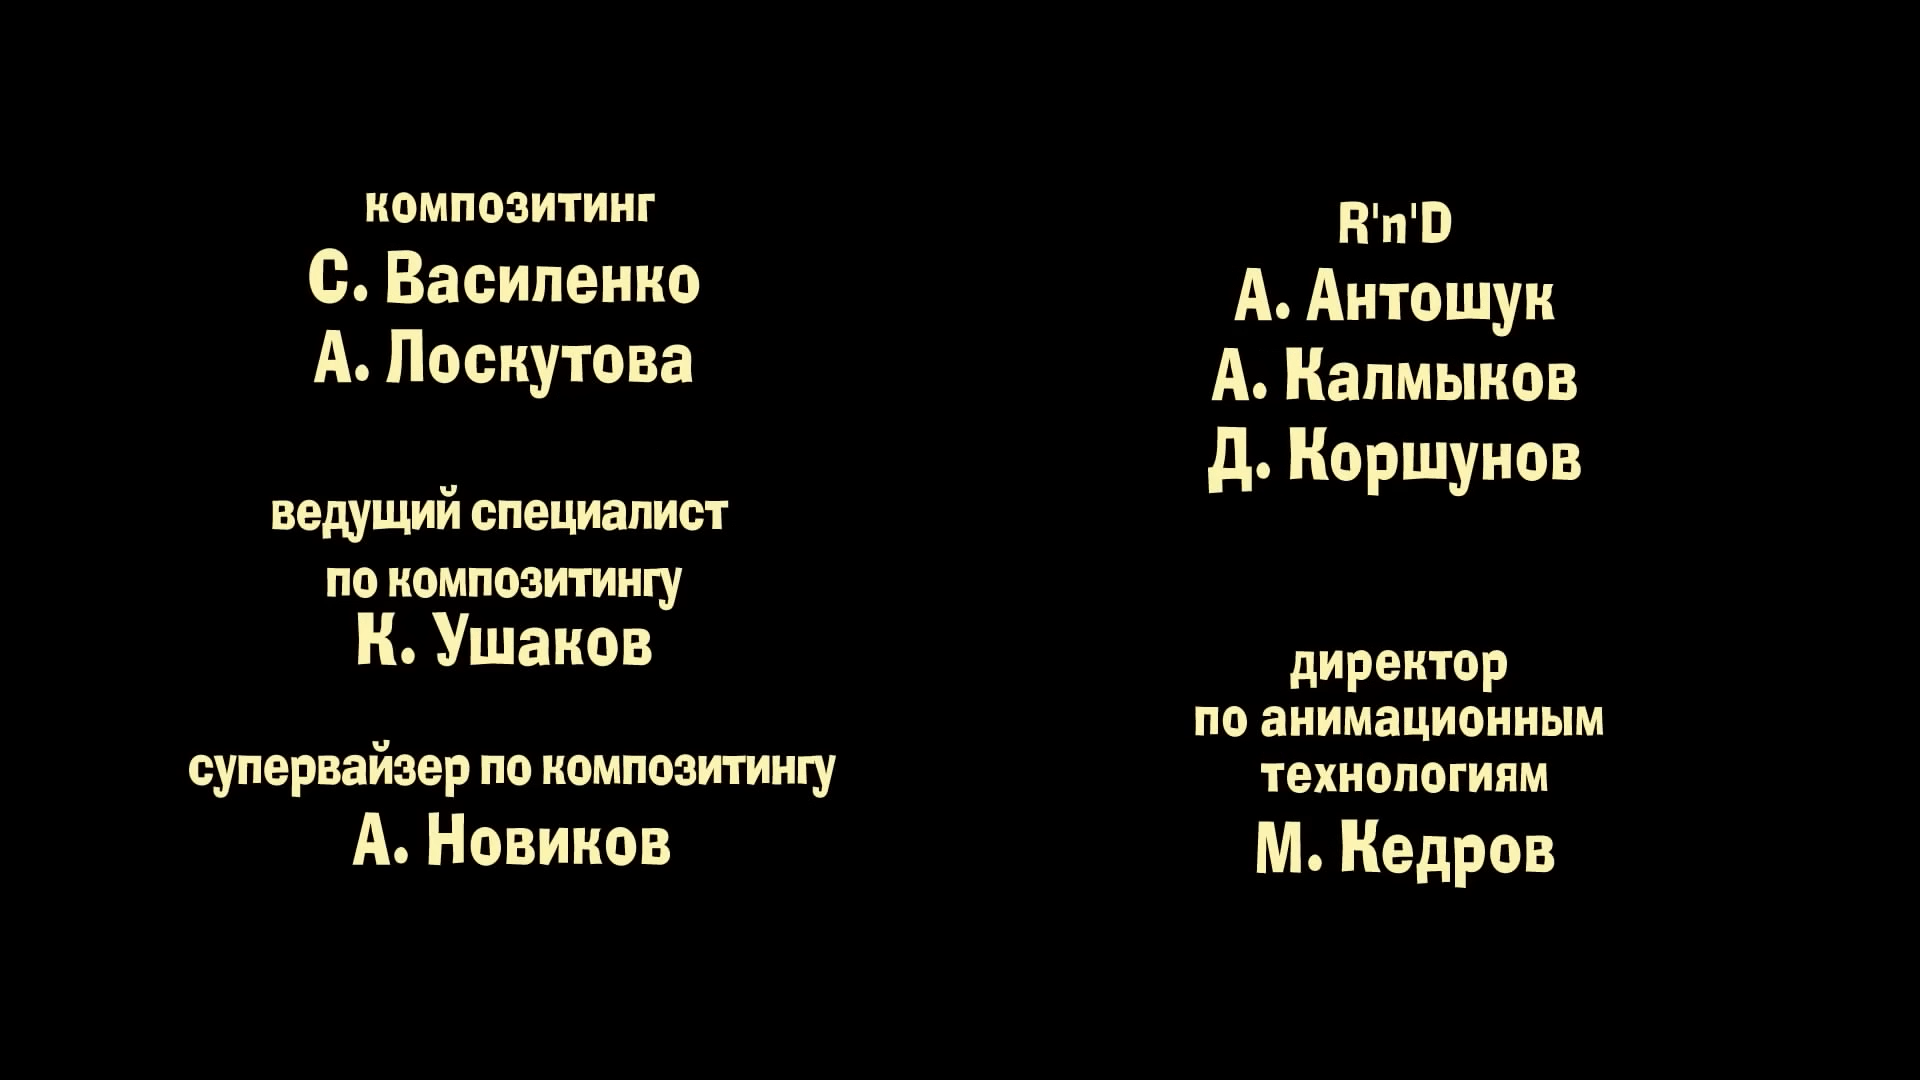 композитинг
С. Василенко
А. Лоскутова
ведущий специалист
по композитингу
К. Ушаков
супервайзер по композитингу
А. Новиков
R'n'D
А. Антошук
А. Калмыков
Д. Коршунов
директор
по анимационным
технологиям
М. Кедров